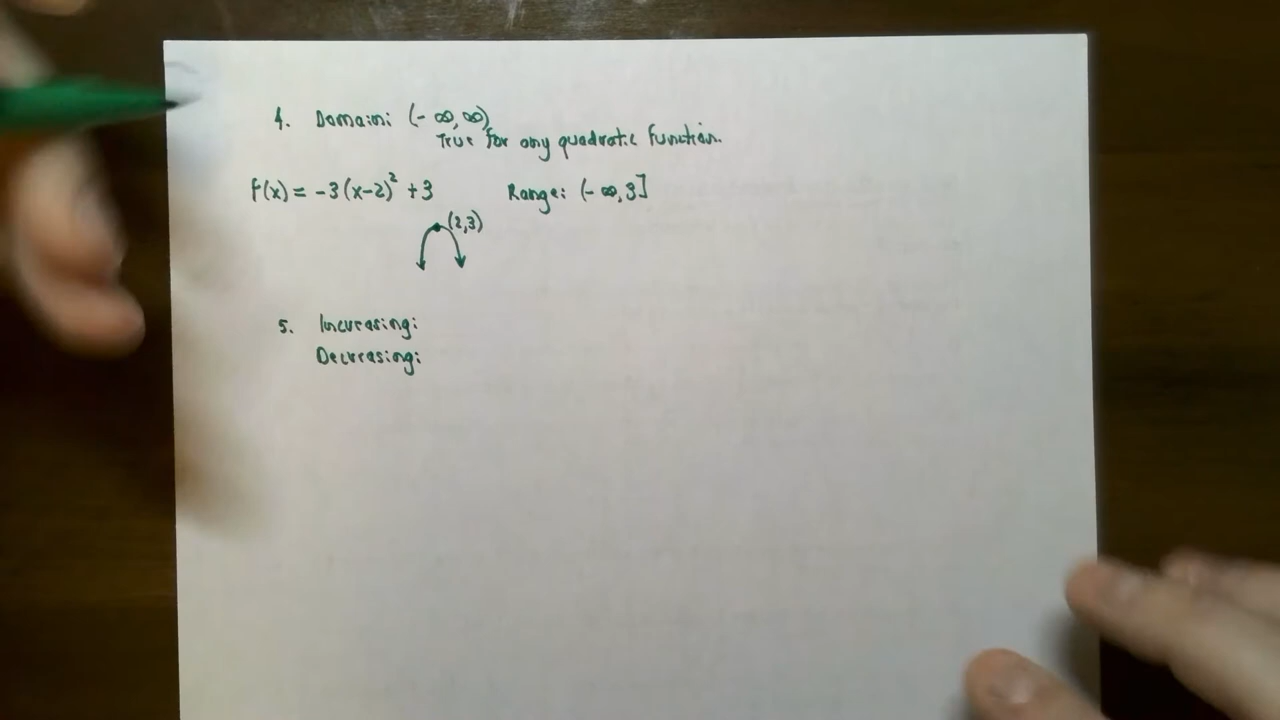 4. Domain: (-∞,∞)
True for any quadratic function.
f(x) = -3(x-2)² +3 Range: (-∞,3]
(2,3)
5. Increasing:
Decreasing: